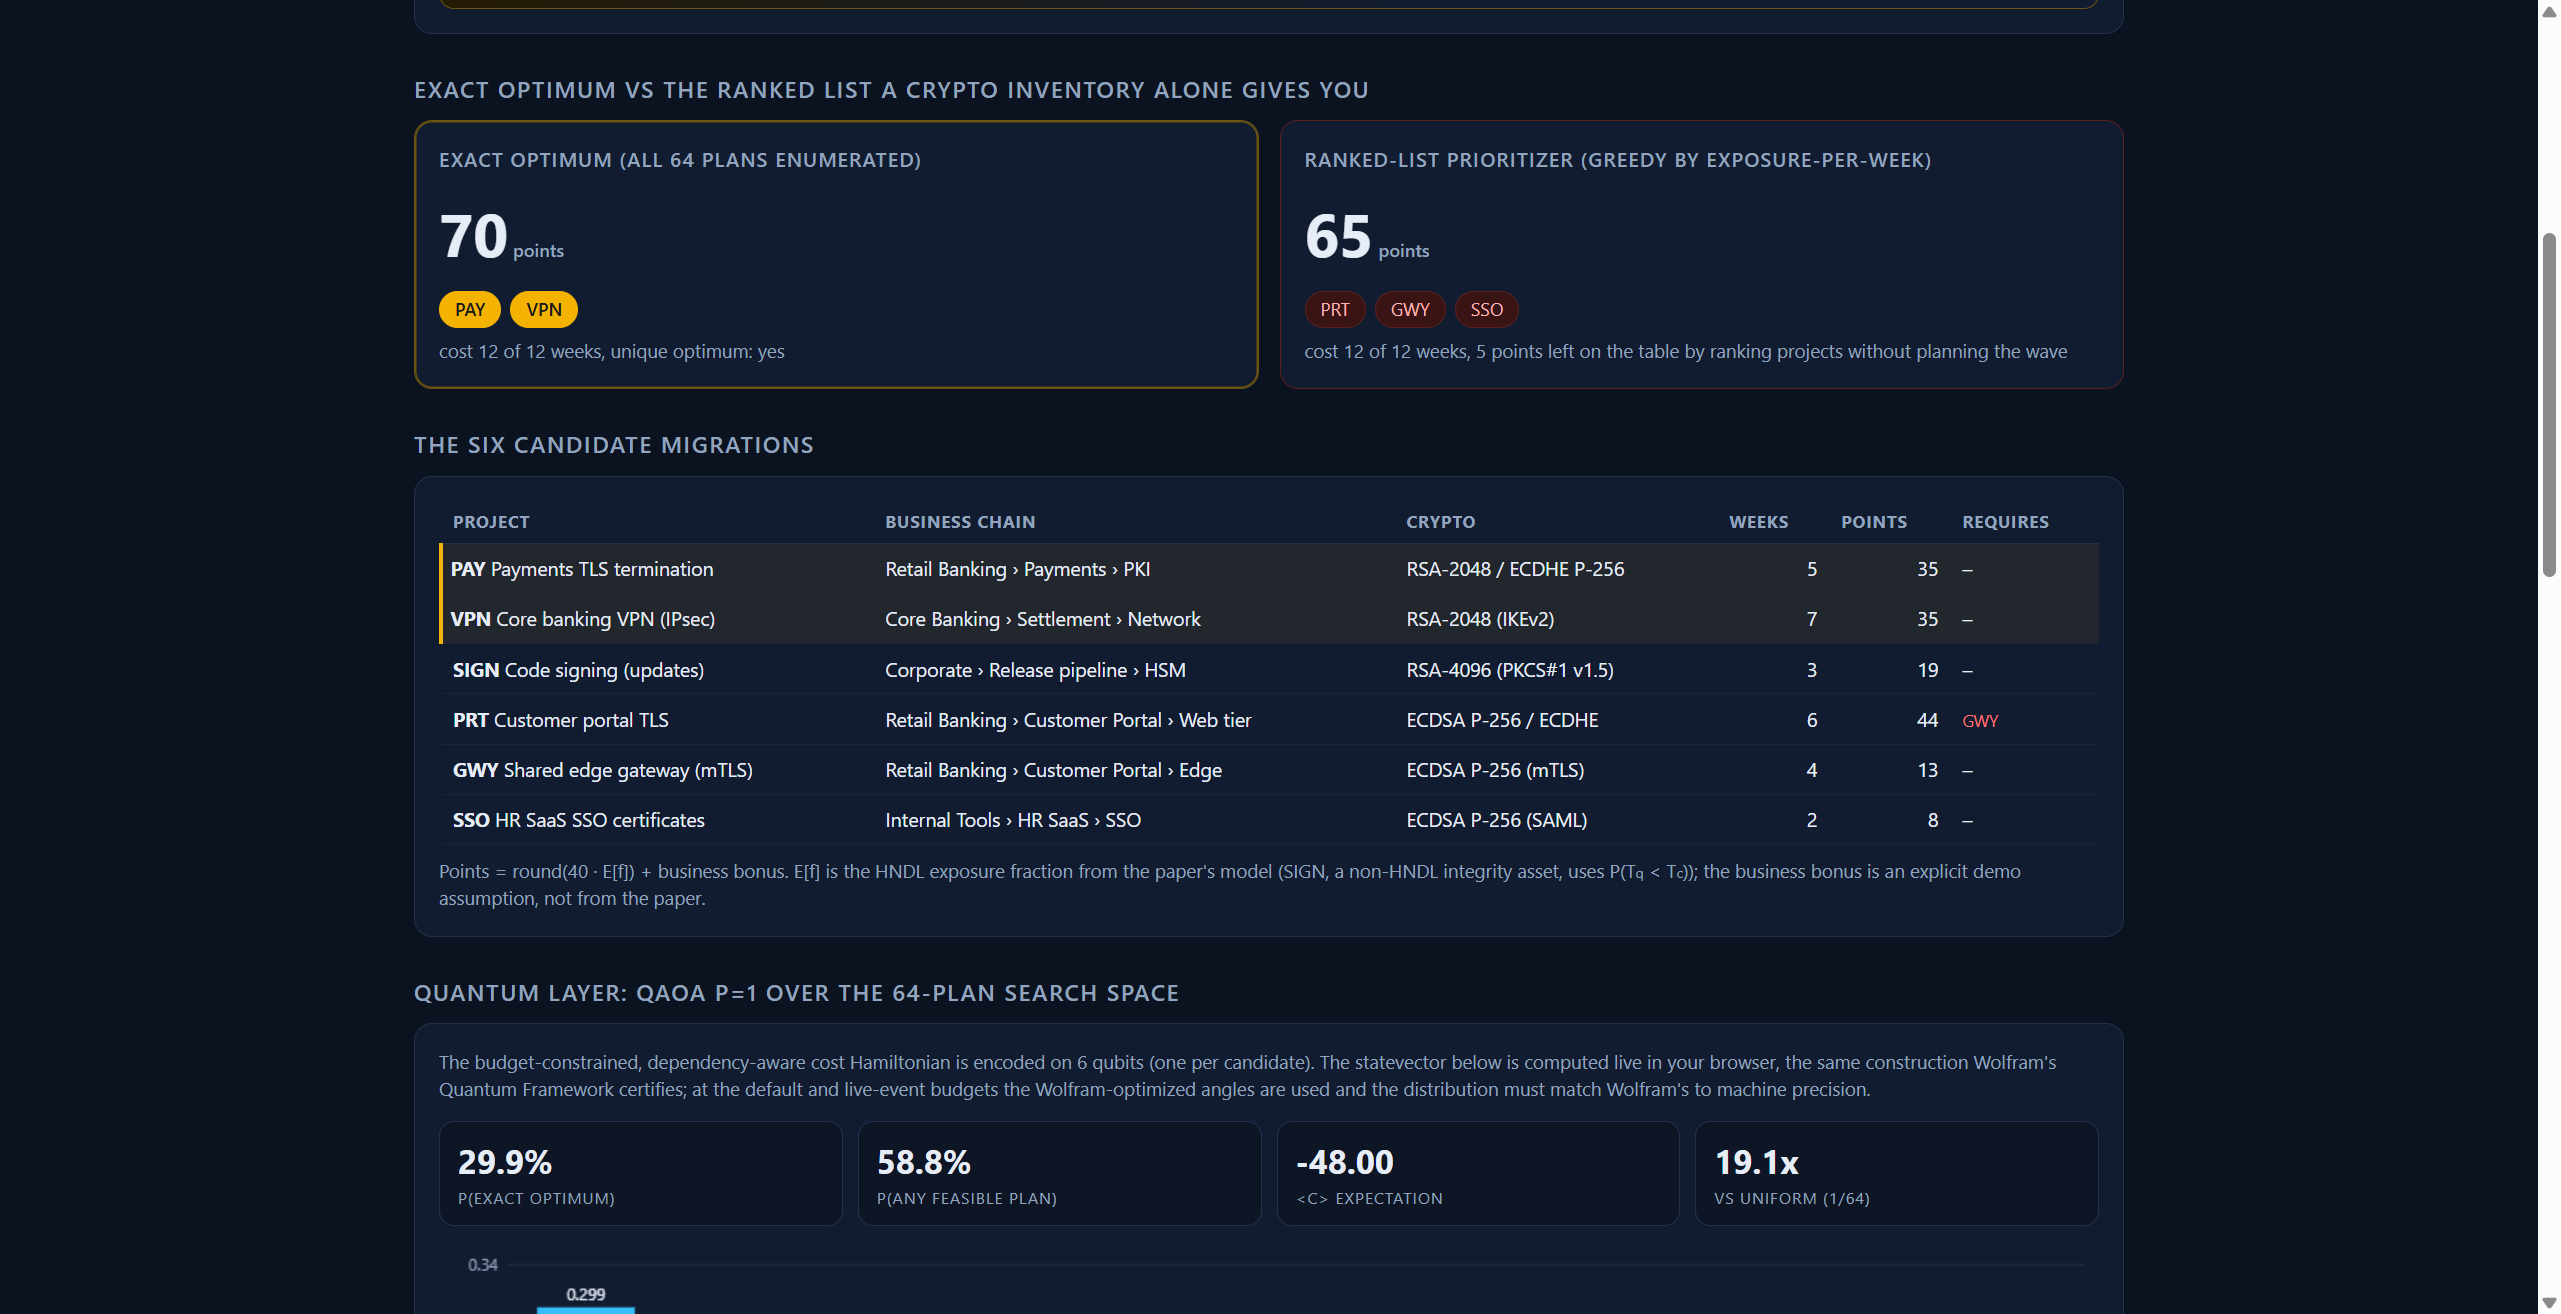 EXACT OPTIMUM VS THE RANKED LIST A CRYPTO INVENTORY ALONE GIVES YOU
EXACT OPTIMUM (ALL 64 PLANS ENUMERATED)
70 points
PAY VPN
cost 12 of 12 weeks, unique optimum: yes
RANKED-LIST PRIORITIZER (GREEDY BY EXPOSURE-PER-WEEK)
65 points
PRT GWY SSO
cost 12 of 12 weeks, 5 points left on the table by ranking projects without planning the wave
THE SIX CANDIDATE MIGRATIONS
PROJECT BUSINESS CHAIN CRYPTO WEEKS POINTS REQUIRES
PAY Payments TLS termination Retail Banking › Payments › PKI RSA-2048 / ECDHE P-256 5 35 –
VPN Core banking VPN (IPsec) Core Banking › Settlement › Network RSA-2048 (IKEv2) 7 35 –
SIGN Code signing (updates) Corporate › Release pipeline › HSM RSA-4096 (PKCS#1 v1.5) 3 19 –
PRT Customer portal TLS Retail Banking › Customer Portal › Web tier ECDSA P-256 / ECDHE 6 44 GWY
GWY Shared edge gateway (mTLS) Retail Banking › Customer Portal › Edge ECDSA P-256 (mTLS) 4 13 –
SSO HR SaaS SSO certificates Internal Tools › HR SaaS › SSO ECDSA P-256 (SAML) 2 8 –
Points = round(40 · E[f]) + business bonus. E[f] is the HNDL exposure fraction from the paper's model (SIGN, a non-HNDL integrity asset, uses P(Tq < Tc)); the business bonus is an explicit demo
assumption, not from the paper.
QUANTUM LAYER: QAOA P=1 OVER THE 64-PLAN SEARCH SPACE
The budget-constrained, dependency-aware cost Hamiltonian is encoded on 6 qubits (one per candidate). The statevector below is computed live in your browser, the same construction Wolfram's
Quantum Framework certifies; at the default and live-event budgets the Wolfram-optimized angles are used and the distribution must match Wolfram's to machine precision.
29.9%
P(EXACT OPTIMUM)
58.8%
P(ANY FEASIBLE PLAN)
-48.00
<C> EXPECTATION
19.1x
VS UNIFORM (1/64)
0.34
0.299